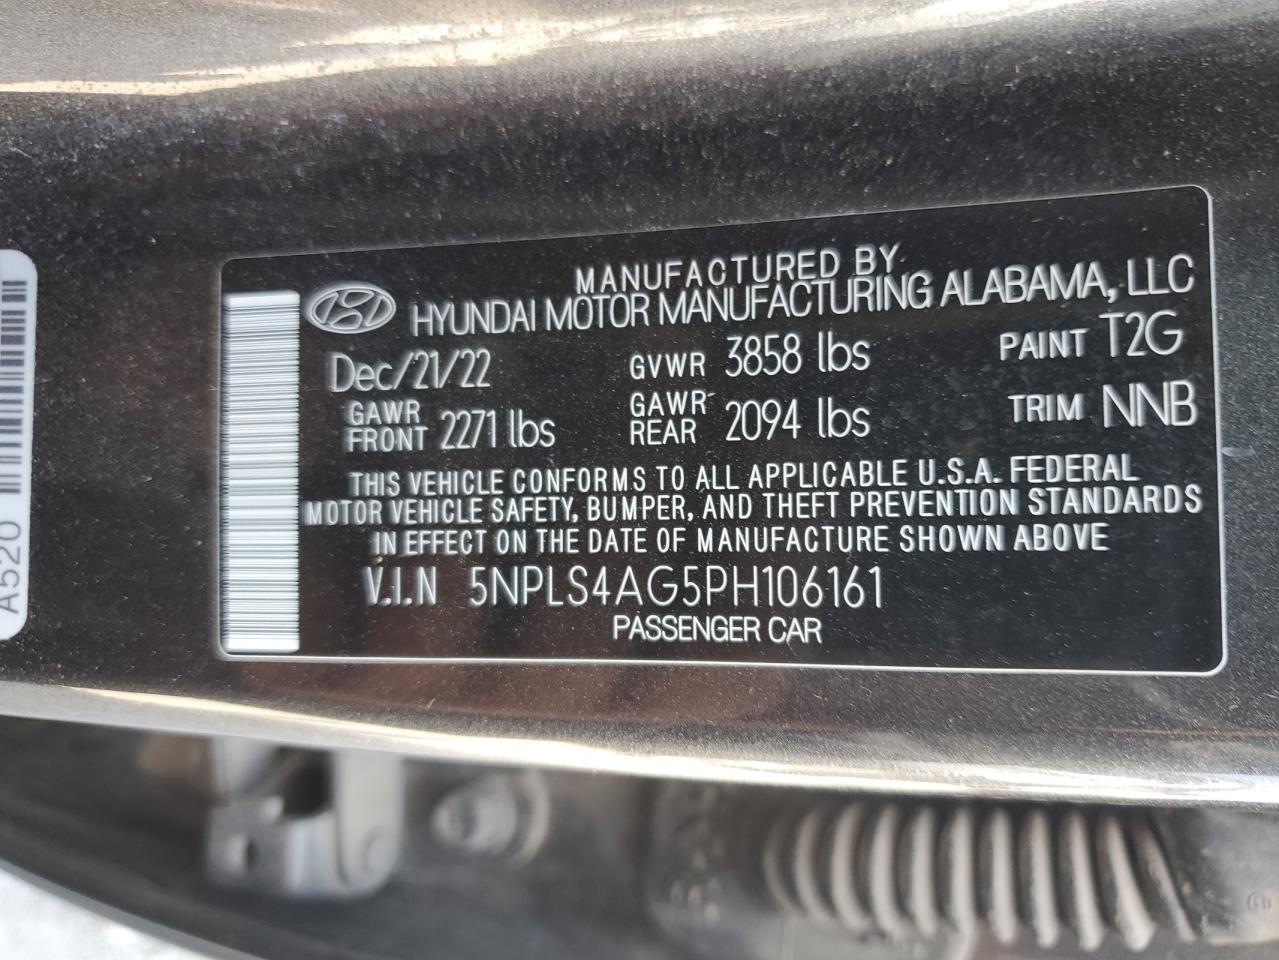 MANUFACTURED BY
HYUNDAI MOTOR MANUFACTURING ALABAMA, LLC
Dec/21/22 GVWR 3858 lbs PAINT T2G
GAWR FRONT 2271 lbs GAWR REAR 2094 lbs TRIM NNB
THIS VEHICLE CONFORMS TO ALL APPLICABLE U.S.A. FEDERAL
MOTOR VEHICLE SAFETY, BUMPER, AND THEFT PREVENTION STANDARDS
IN EFFECT ON THE DATE OF MANUFACTURE SHOWN ABOVE
V.I.N 5NPLS4AG5PH106161
PASSENGER CAR
A520